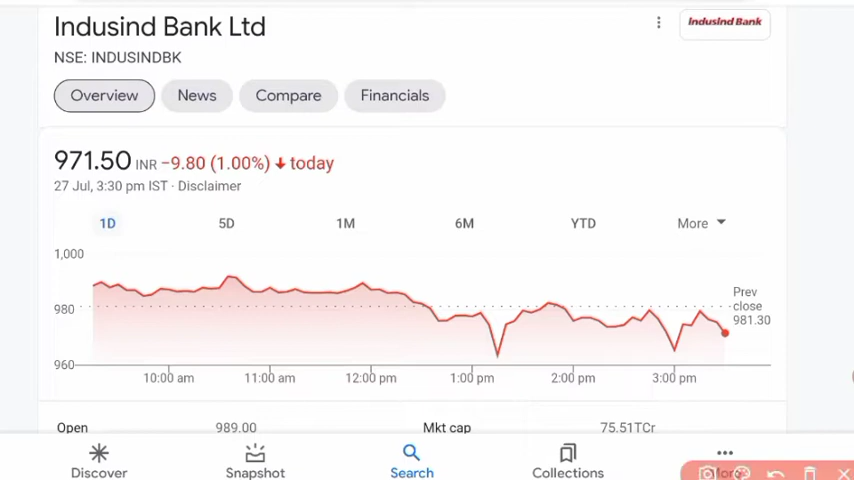 Indusind Bank Ltd
IndusInd Bank
NSE: INDUSINDBK
Overview News Compare Financials
971.50 INR −9.80 (1.00%) ↓ today
27 Jul, 3:30 pm IST · Disclaimer
1D 5D 1M 6M YTD More
1,000
980
960
Prev
close
981.30
10:00 am 11:00 am 12:00 pm 1:00 pm 2:00 pm 3:00 pm
Open 989.00 Mkt cap 75.51TCr
Discover Snapshot Search Collections More